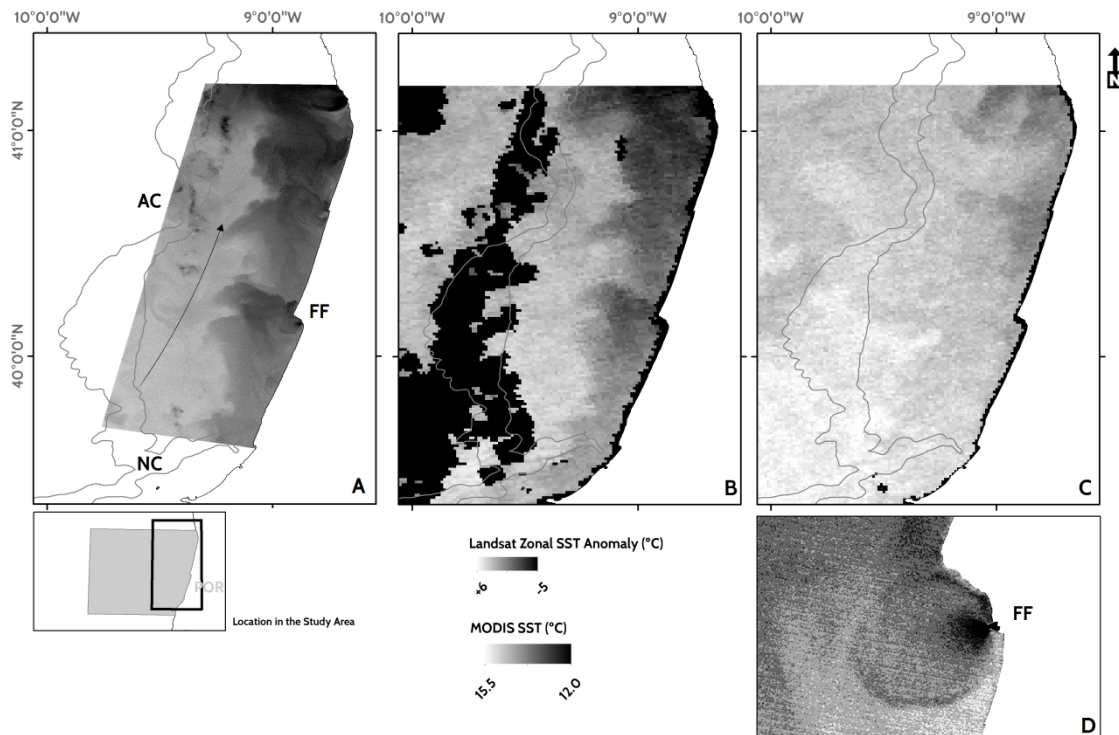 10°0'0"W 9°0'0"W 10°0'0"W 9°0'0"W 10°0'0"W 9°0'0"W
N
41°0'0"N
AC
FF
40°0'0"N
NC
A B C
POR
Location in the Study Area
Landsat Zonal SST Anomaly (°C)
+6 -5
MODIS SST (°C)
15.5 12.0
FF
D